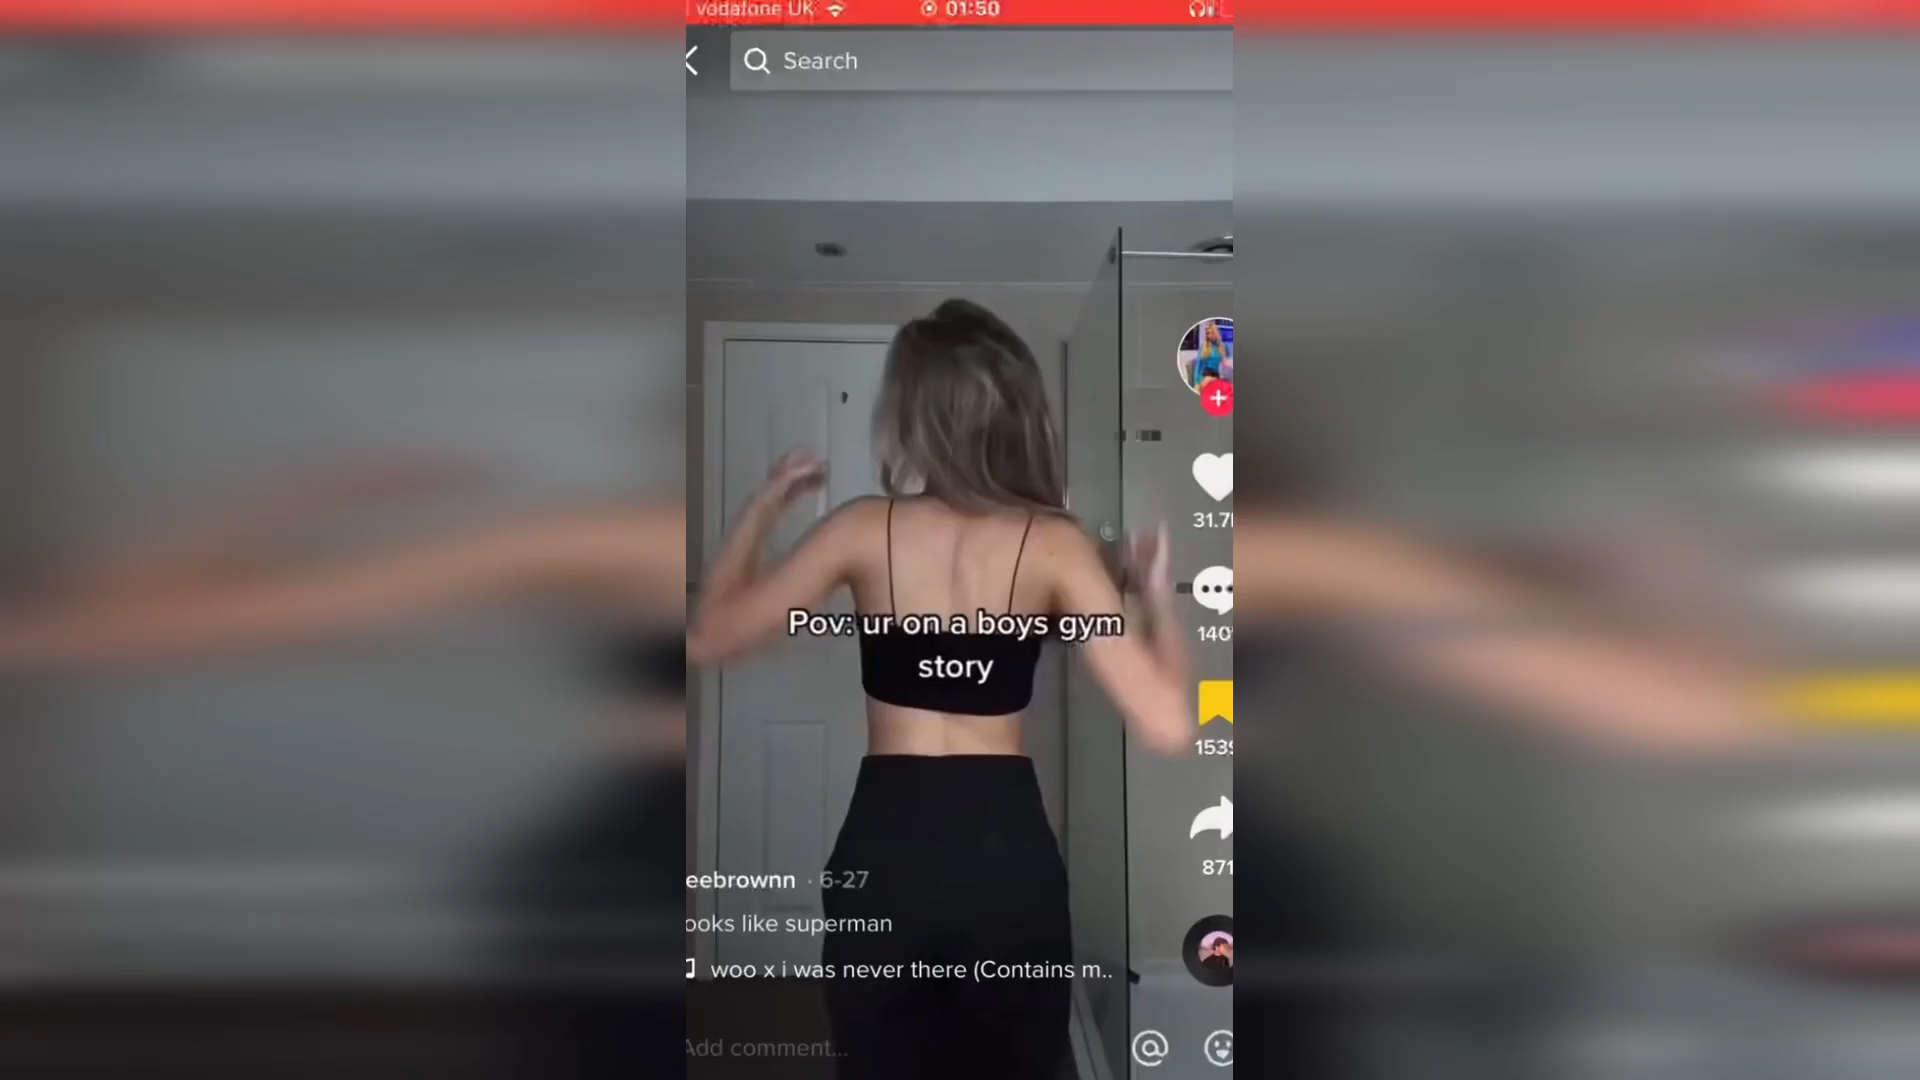 vodafone UK
01:50
Search
31.7
Pov: ur on a boys gym
story
140
153
871
eebrownn · 6-27
ooks like superman
woo x i was never there (Contains m..
Add comment...